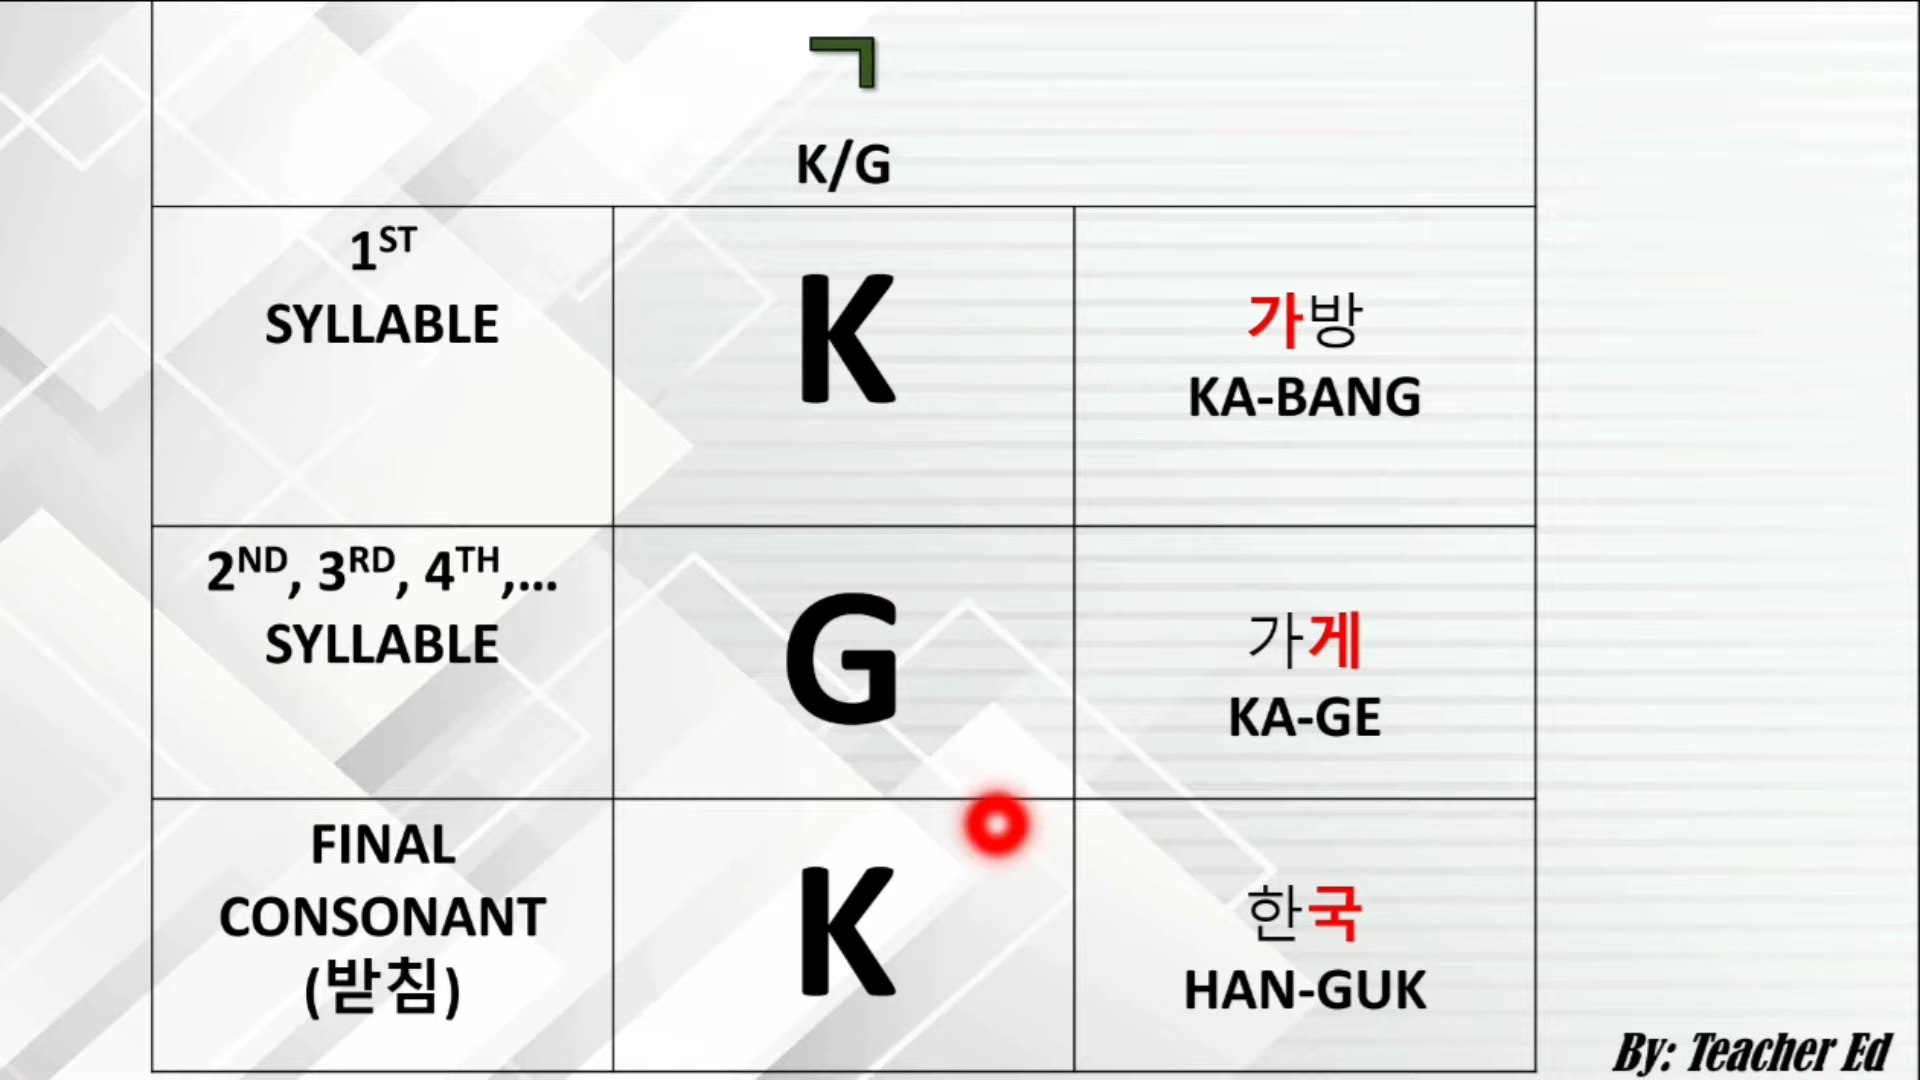 ㄱ
K/G
1ST
SYLLABLE
K
가방
KA-BANG
2ND, 3RD, 4TH,...
SYLLABLE
G
가게
KA-GE
FINAL
CONSONANT
(받침)
K
한국
HAN-GUK
By: Teacher Ed